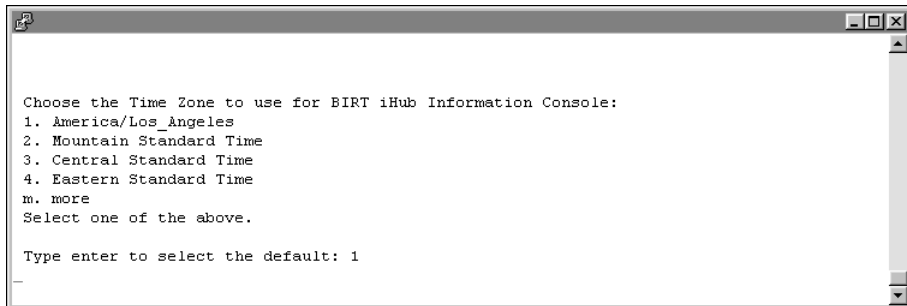 Choose the Time Zone to use for BIRT iHub Information Console:
1. America/Los_Angeles
2. Mountain Standard Time
3. Central Standard Time
4. Eastern Standard Time
m. more
Select one of the above.
Type enter to select the default: 1